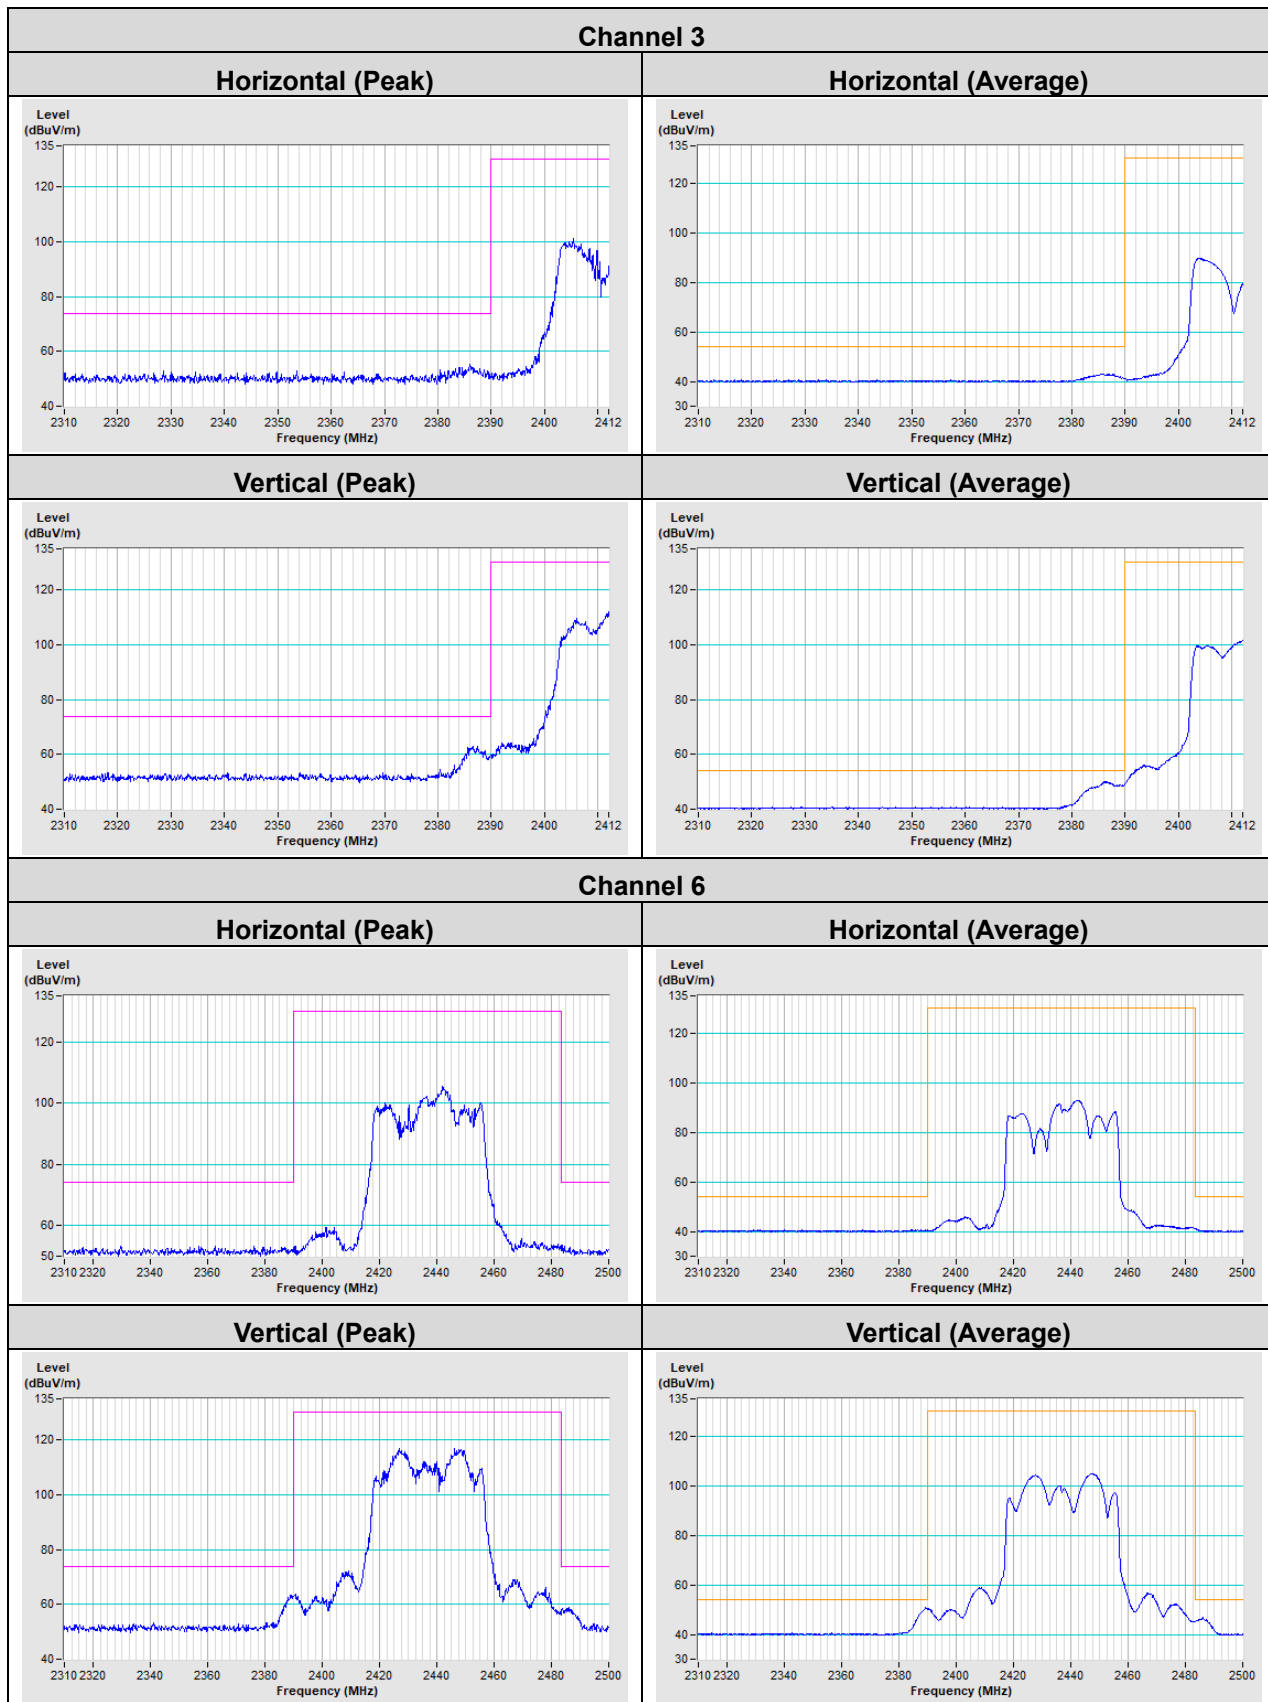 Channel 3
Horizontal (Peak)
Horizontal (Average)
Level
(dBuV/m)
135
120
100
80
60
40
2310 2320 2330 2340 2350 2360 2370 2380 2390 2400 2412
Frequency (MHz)
Level
(dBuV/m)
135
120
100
80
60
40
30
2310 2320 2330 2340 2350 2360 2370 2380 2390 2400 2412
Frequency (MHz)
Vertical (Peak)
Vertical (Average)
Level
(dBuV/m)
135
120
100
80
60
40
2310 2320 2330 2340 2350 2360 2370 2380 2390 2400 2412
Frequency (MHz)
Level
(dBuV/m)
135
120
100
80
60
40
2310 2320 2330 2340 2350 2360 2370 2380 2390 2400 2412
Frequency (MHz)
Channel 6
Horizontal (Peak)
Horizontal (Average)
Level
(dBuV/m)
135
120
100
80
60
50
2310 2320 2340 2360 2380 2400 2420 2440 2460 2480 2500
Frequency (MHz)
Level
(dBuV/m)
135
120
100
80
60
40
30
2310 2320 2340 2360 2380 2400 2420 2440 2460 2480 2500
Frequency (MHz)
Vertical (Peak)
Vertical (Average)
Level
(dBuV/m)
135
120
100
80
60
40
2310 2320 2340 2360 2380 2400 2420 2440 2460 2480 2500
Frequency (MHz)
Level
(dBuV/m)
135
120
100
80
60
40
30
2310 2320 2340 2360 2380 2400 2420 2440 2460 2480 2500
Frequency (MHz)